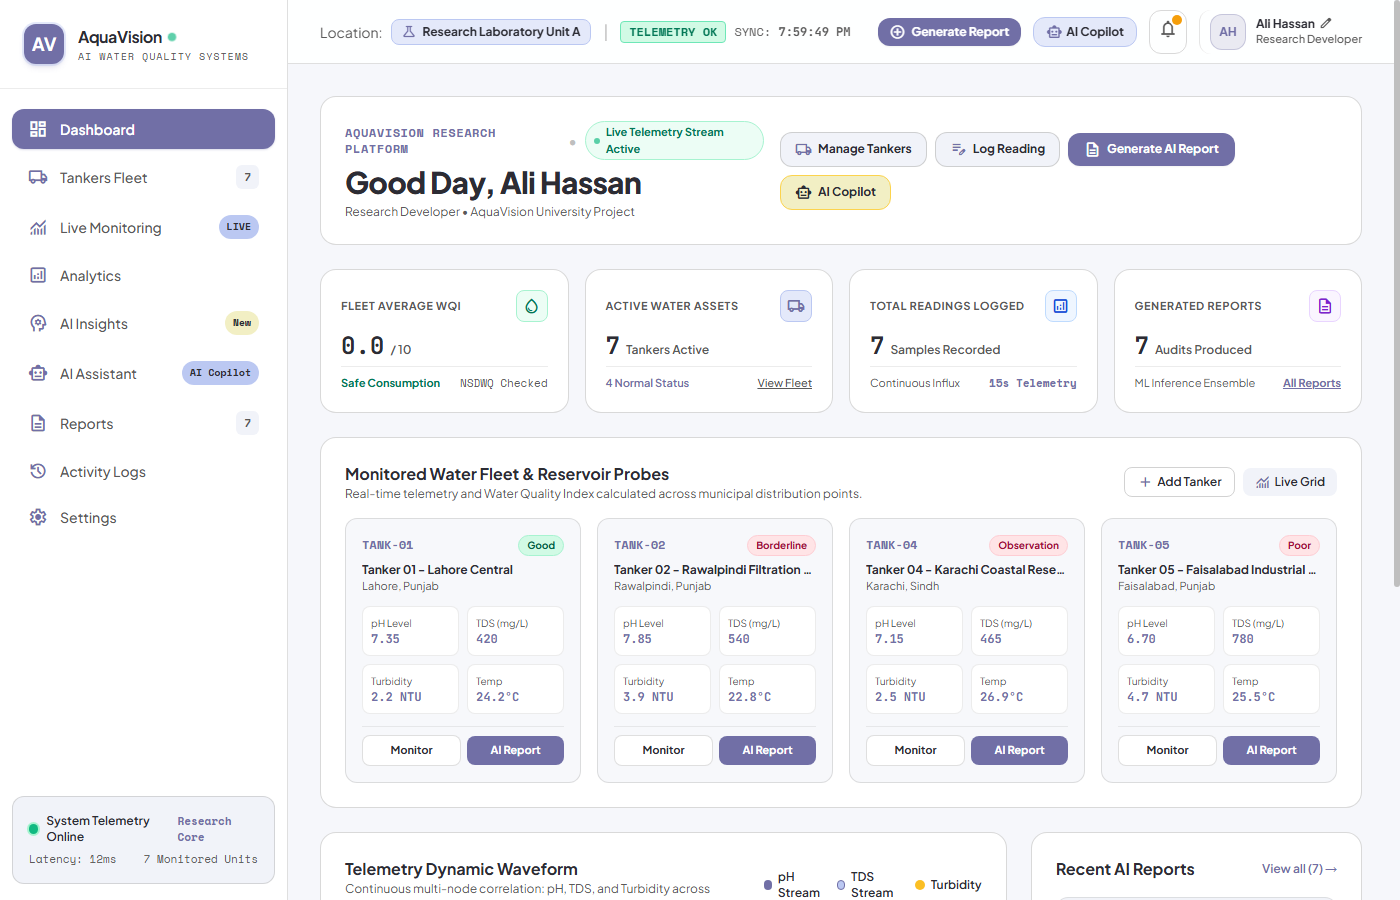 AV
AquaVision
AI WATER QUALITY SYSTEMS
Dashboard
Tankers Fleet
7
Live Monitoring
LIVE
Analytics
AI Insights
New
AI Assistant
AI Copilot
Reports
7
Activity Logs
Settings
System Telemetry Online
Research Core
Latency: 12ms
7 Monitored Units
Location:
Research Laboratory Unit A
TELEMETRY OK
SYNC: 7:59:49 PM
Generate Report
AI Copilot
AH
Ali Hassan
Research Developer
AQUAVISION RESEARCH PLATFORM
Live Telemetry Stream Active
Good Day, Ali Hassan
Research Developer • AquaVision University Project
Manage Tankers
Log Reading
Generate AI Report
AI Copilot
FLEET AVERAGE WQI
0.0 /10
Safe Consumption
NSDWQ Checked
ACTIVE WATER ASSETS
7 Tankers Active
4 Normal Status
View Fleet
TOTAL READINGS LOGGED
7 Samples Recorded
Continuous Influx
15s Telemetry
GENERATED REPORTS
7 Audits Produced
ML Inference Ensemble
All Reports
Monitored Water Fleet & Reservoir Probes
Real-time telemetry and Water Quality Index calculated across municipal distribution points.
Add Tanker
Live Grid
TANK-01
Good
Tanker 01 - Lahore Central
Lahore, Punjab
pH Level
7.35
TDS (mg/L)
420
Turbidity
2.2 NTU
Temp
24.2°C
Monitor
AI Report
TANK-02
Borderline
Tanker 02 - Rawalpindi Filtration ...
Rawalpindi, Punjab
pH Level
7.85
TDS (mg/L)
540
Turbidity
3.9 NTU
Temp
22.8°C
Monitor
AI Report
TANK-04
Observation
Tanker 04 - Karachi Coastal Rese...
Karachi, Sindh
pH Level
7.15
TDS (mg/L)
465
Turbidity
2.5 NTU
Temp
26.9°C
Monitor
AI Report
TANK-05
Poor
Tanker 05 - Faisalabad Industrial ...
Faisalabad, Punjab
pH Level
6.70
TDS (mg/L)
780
Turbidity
4.7 NTU
Temp
25.5°C
Monitor
AI Report
Telemetry Dynamic Waveform
Continuous multi-node correlation: pH, TDS, and Turbidity across
pH Stream
TDS Stream
Turbidity
Recent AI Reports
View all (7) →